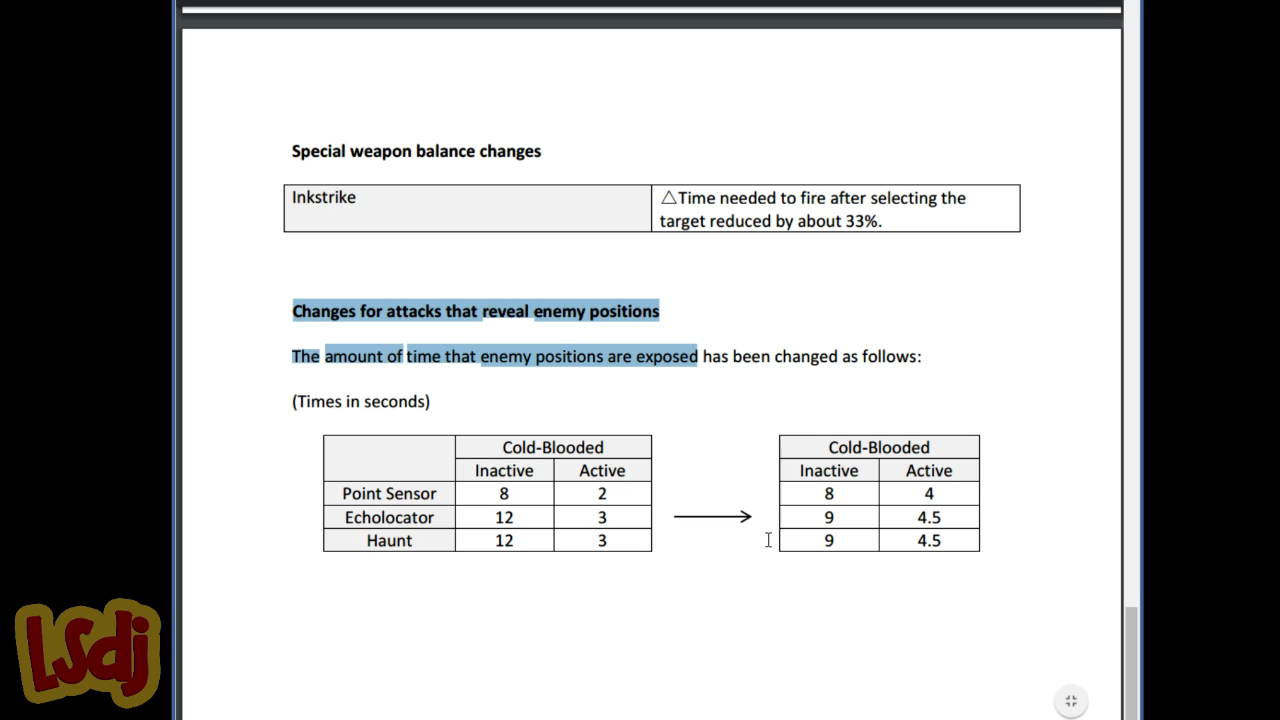 Special weapon balance changes
Inkstrike
△Time needed to fire after selecting the
target reduced by about 33%.
Changes for attacks that reveal enemy positions
The amount of time that enemy positions are exposed has been changed as follows:
(Times in seconds)
Cold-Blooded Cold-Blooded
Inactive Active Inactive Active
Point Sensor 8 2 8 4
Echolocator 12 3 9 4.5
Haunt 12 3 9 4.5
LSdj